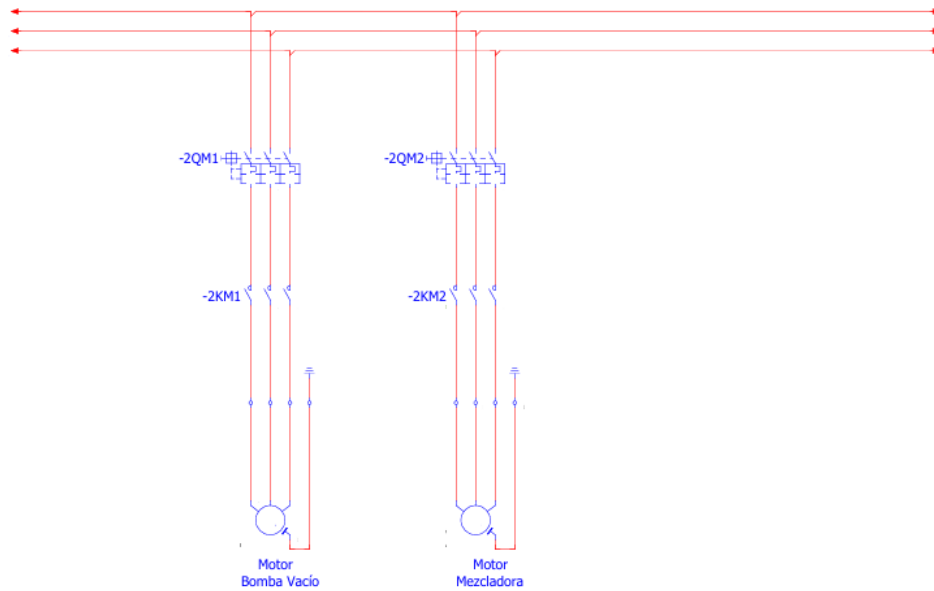 -2QM1
-2QM2
-2KM1
-2KM2
Motor
Bomba Vacío
Motor
Mezcladora